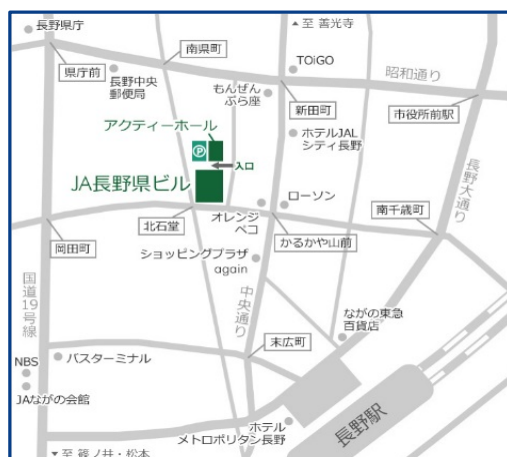 長野県庁
▲至 善光寺
南県町
TOiGO
昭和通り
県庁前
長野中央
郵便局
もんぜん
ぷら座
新田町
市役所前駅
アクティーホール
P
入口
ホテルJAL
シティ長野
長野大通り
JA長野県ビル
ローソン
オレンジ
ペコ
北石堂
かるかや山前
南千歳町
岡田町
ショッピングプラザ
again
国道19号線
中央通り
ながの東急
百貨店
末広町
NBS
バスターミナル
JAながの会館
長野駅
ホテル
メトロポリタン長野
▼至 篠ノ井・松本